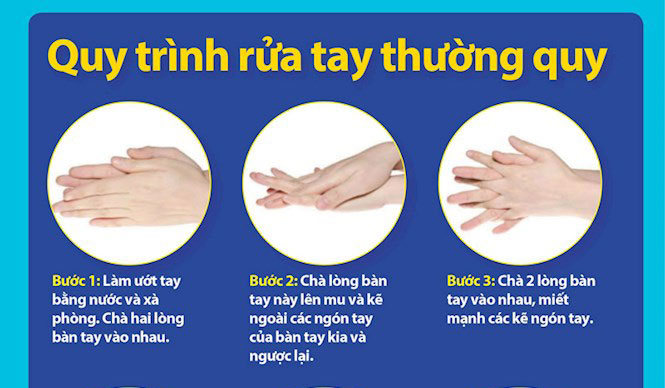 Quy trình rửa tay thường quy
Bước 1: Làm ướt tay
bằng nước và xà
phòng. Chà hai lòng
bàn tay vào nhau.
Bước 2: Chà lòng bàn
tay này lên mu và kẽ
ngoài các ngón tay
của bàn tay kia và
ngược lại.
Bước 3: Chà 2 lòng bàn
tay vào nhau, miết
mạnh các kẽ ngón tay.